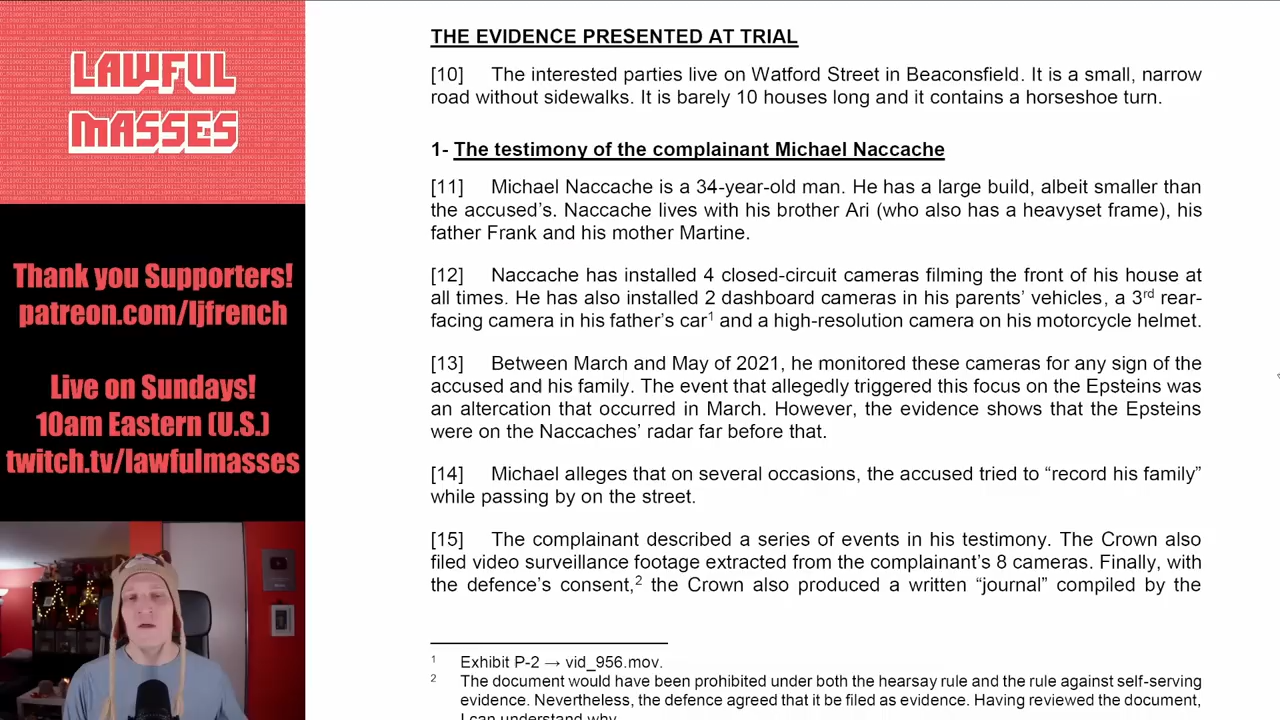 LAWFUL
MASSES
Thank you Supporters!
patreon.com/ljfrench
Live on Sundays!
10am Eastern (U.S.)
twitch.tv/lawfulmasses
THE EVIDENCE PRESENTED AT TRIAL
[10] The interested parties live on Watford Street in Beaconsfield. It is a small, narrow
road without sidewalks. It is barely 10 houses long and it contains a horseshoe turn.
1- The testimony of the complainant Michael Naccache
[11] Michael Naccache is a 34-year-old man. He has a large build, albeit smaller than
the accused's. Naccache lives with his brother Ari (who also has a heavyset frame), his
father Frank and his mother Martine.
[12] Naccache has installed 4 closed-circuit cameras filming the front of his house at
all times. He has also installed 2 dashboard cameras in his parents' vehicles, a 3rd rear-
facing camera in his father's car1 and a high-resolution camera on his motorcycle helmet.
[13] Between March and May of 2021, he monitored these cameras for any sign of the
accused and his family. The event that allegedly triggered this focus on the Epsteins was
an altercation that occurred in March. However, the evidence shows that the Epsteins
were on the Naccaches' radar far before that.
[14] Michael alleges that on several occasions, the accused tried to “record his family”
while passing by on the street.
[15] The complainant described a series of events in his testimony. The Crown also
filed video surveillance footage extracted from the complainant's 8 cameras. Finally, with
the defence's consent,2 the Crown also produced a written “journal” compiled by the
1 Exhibit P-2 → vid_956.mov.
2 The document would have been prohibited under both the hearsay rule and the rule against self-serving
evidence. Nevertheless, the defence agreed that it be filed as evidence. Having reviewed the document,
I can understand why.